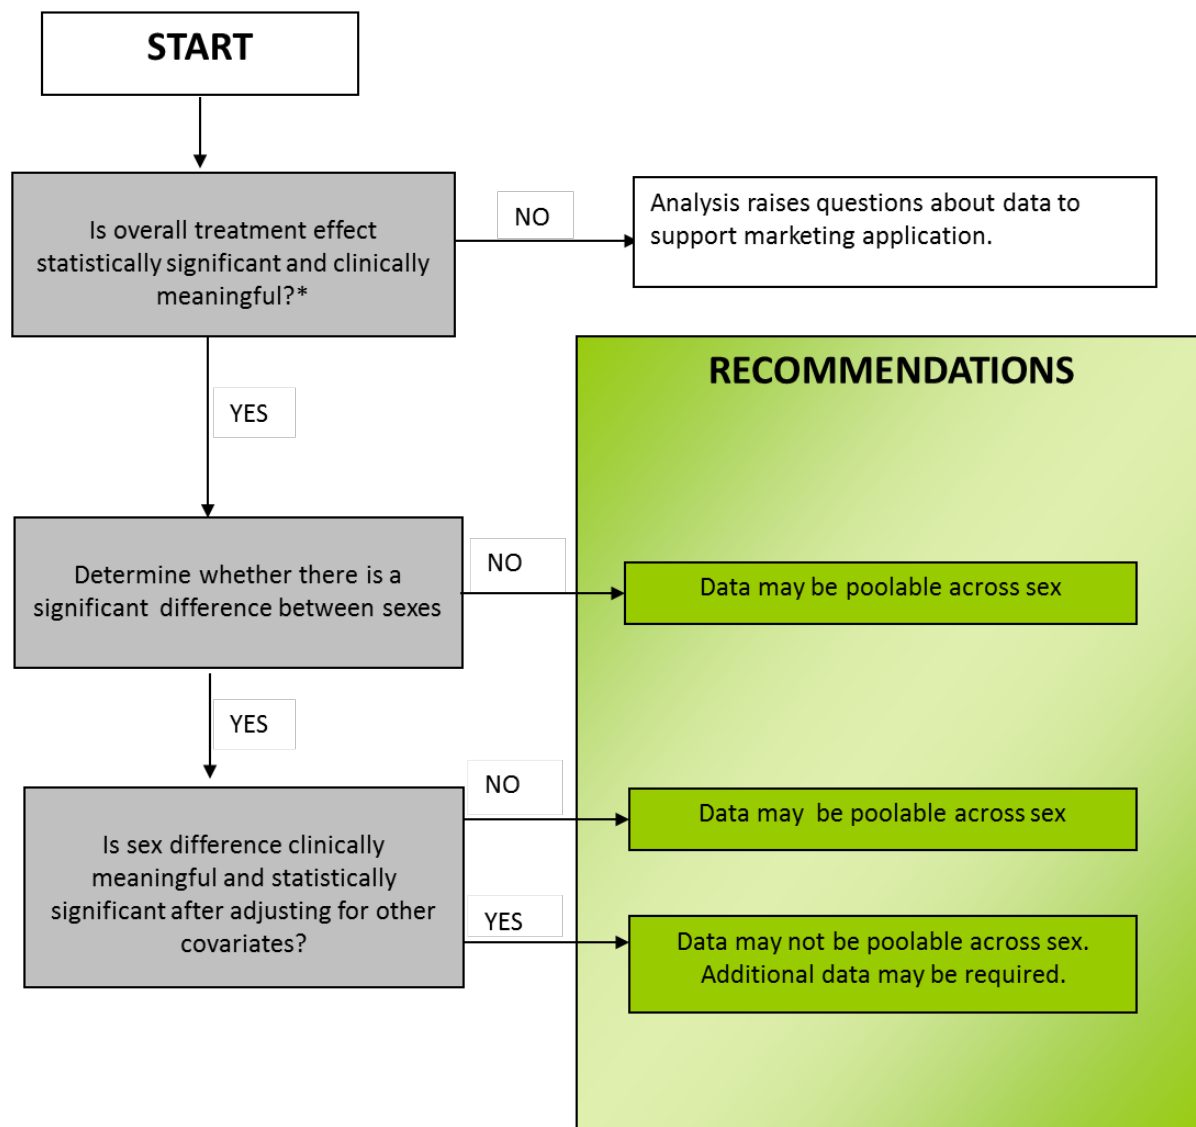 START
Is overall treatment effect
statistically significant and clinically
meaningful?*
NO
Analysis raises questions about data to
support marketing application.
RECOMMENDATIONS
YES
Determine whether there is a
significant difference between sexes
NO
Data may be poolable across sex
YES
Is sex difference clinically
meaningful and statistically
significant after adjusting for other
covariates?
NO
Data may be poolable across sex
YES
Data may not be poolable across sex.
Additional data may be required.